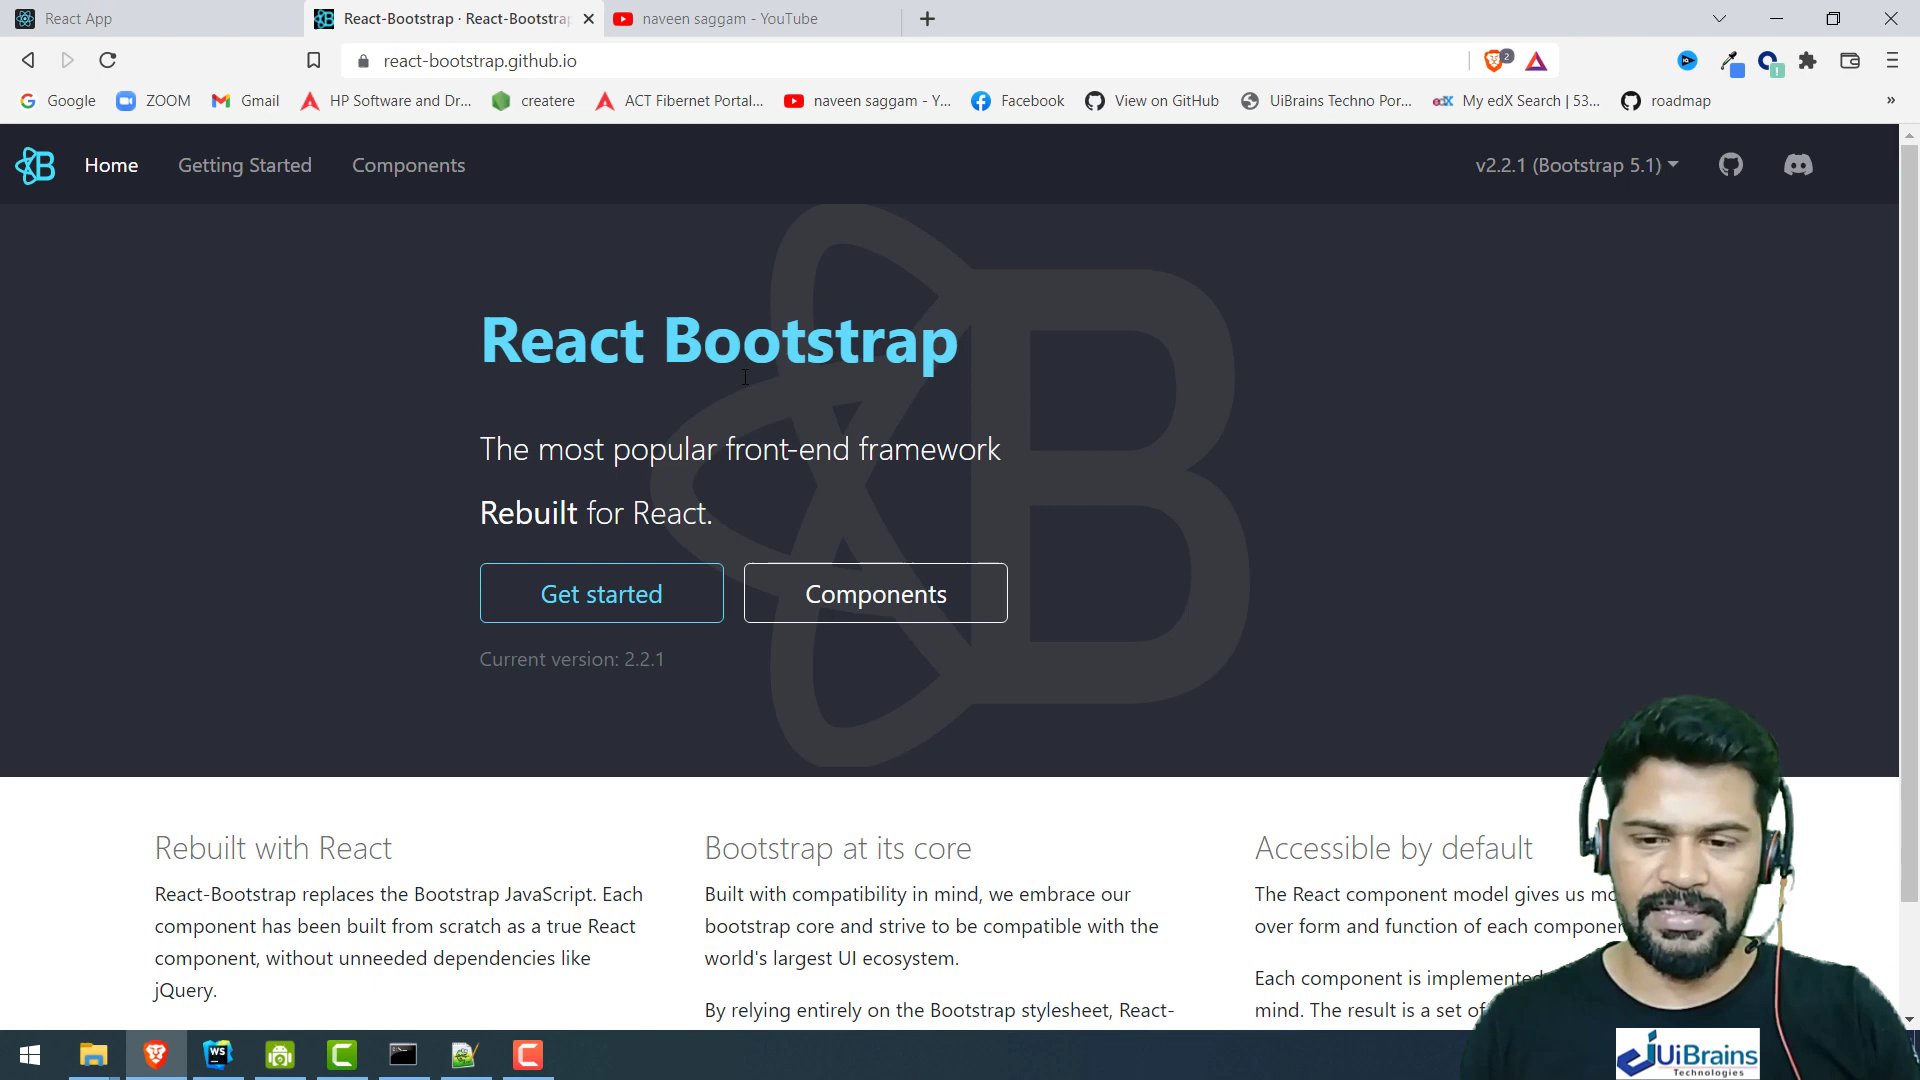 React App
React-Bootstrap · React-Bootstrap
naveen saggam - YouTube
react-bootstrap.github.io
2
Google
ZOOM
Gmail
HP Software and Dr...
createre
ACT Fibernet Portal...
naveen saggam - Y...
Facebook
View on GitHub
UiBrains Techno Por...
edX
My edX Search | 53...
roadmap
»
B
Home
Getting Started
Components
v2.2.1 (Bootstrap 5.1)
React Bootstrap
The most popular front-end framework
Rebuilt for React.
Get started
Components
Current version: 2.2.1
Rebuilt with React
React-Bootstrap replaces the Bootstrap JavaScript. Each
component has been built from scratch as a true React
component, without unneeded dependencies like
jQuery.
Bootstrap at its core
Built with compatibility in mind, we embrace our
bootstrap core and strive to be compatible with the
world's largest UI ecosystem.
By relying entirely on the Bootstrap stylesheet, React-
Accessible by default
The React component model gives us mo
over form and function of each componen
Each component is implemented
mind. The result is a set of
WS
UiBrains
Technologies